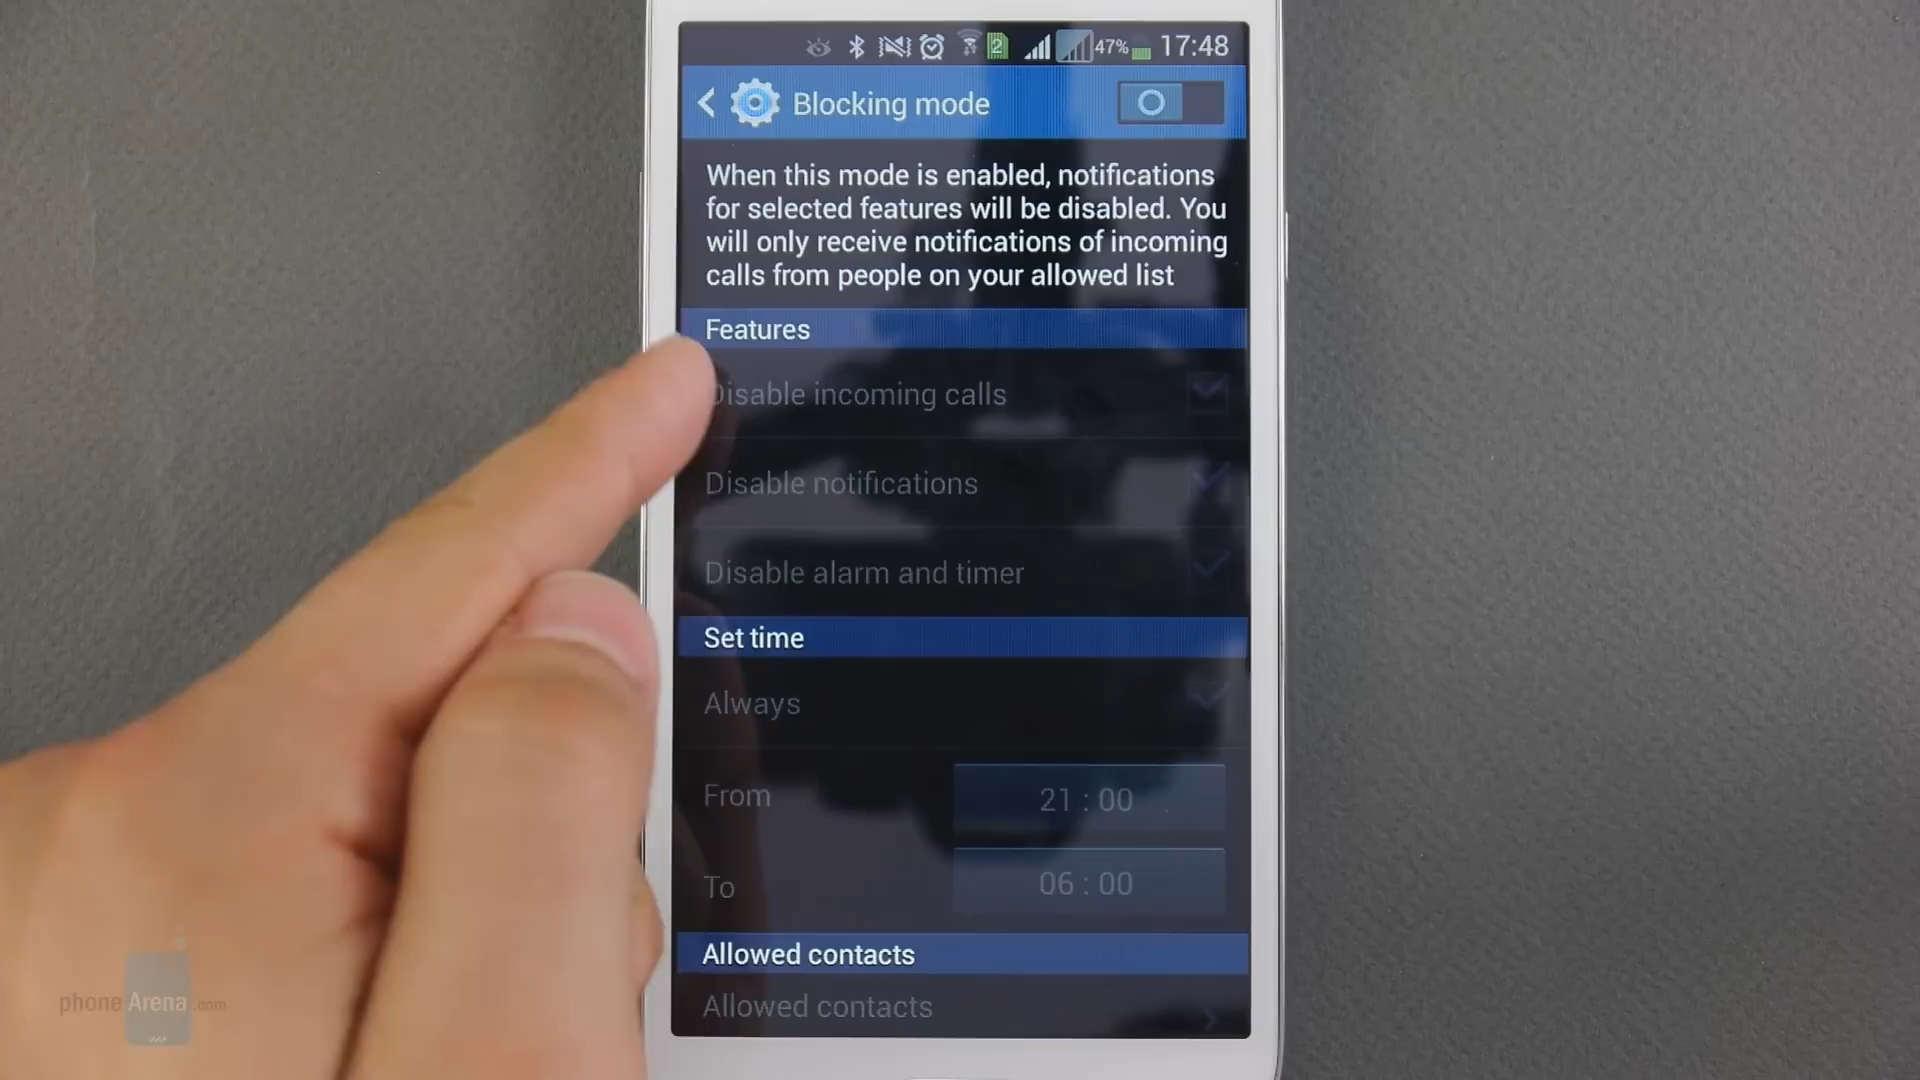 2 47% 17:48
Blocking mode
When this mode is enabled, notifications
for selected features will be disabled. You
will only receive notifications of incoming
calls from people on your allowed list
Features
Disable incoming calls
Disable notifications
Disable alarm and timer
Set time
Always
From 21 : 00
To 06 : 00
Allowed contacts
Allowed contacts
phoneArena.com